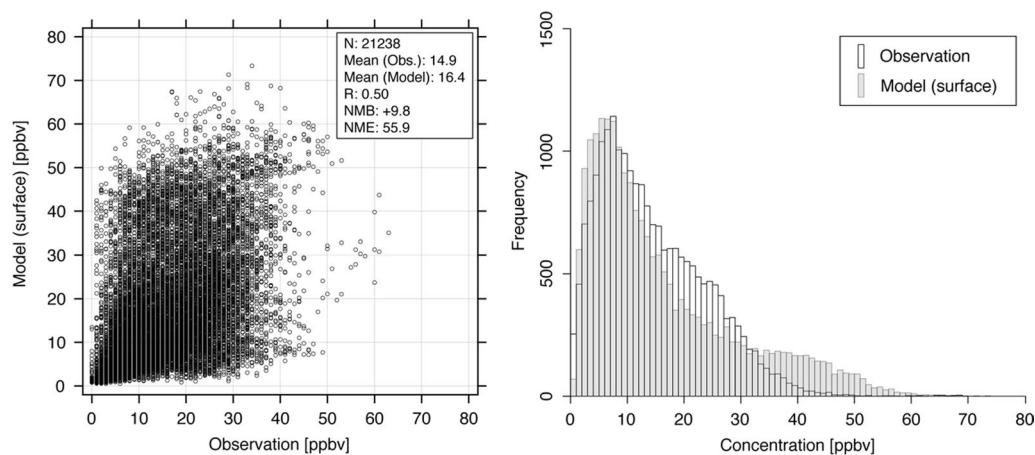 80
70
60
50
40
30
20
10
0
Model (surface) [ppbv]
N: 21238
Mean (Obs.): 14.9
Mean (Model): 16.4
R: 0.50
NMB: +9.8
NME: 55.9
0 10 20 30 40 50 60 70 80
Observation [ppbv]
1500
1000
500
0
Frequency
Observation
Model (surface)
0 10 20 30 40 50 60 70 80
Concentration [ppbv]